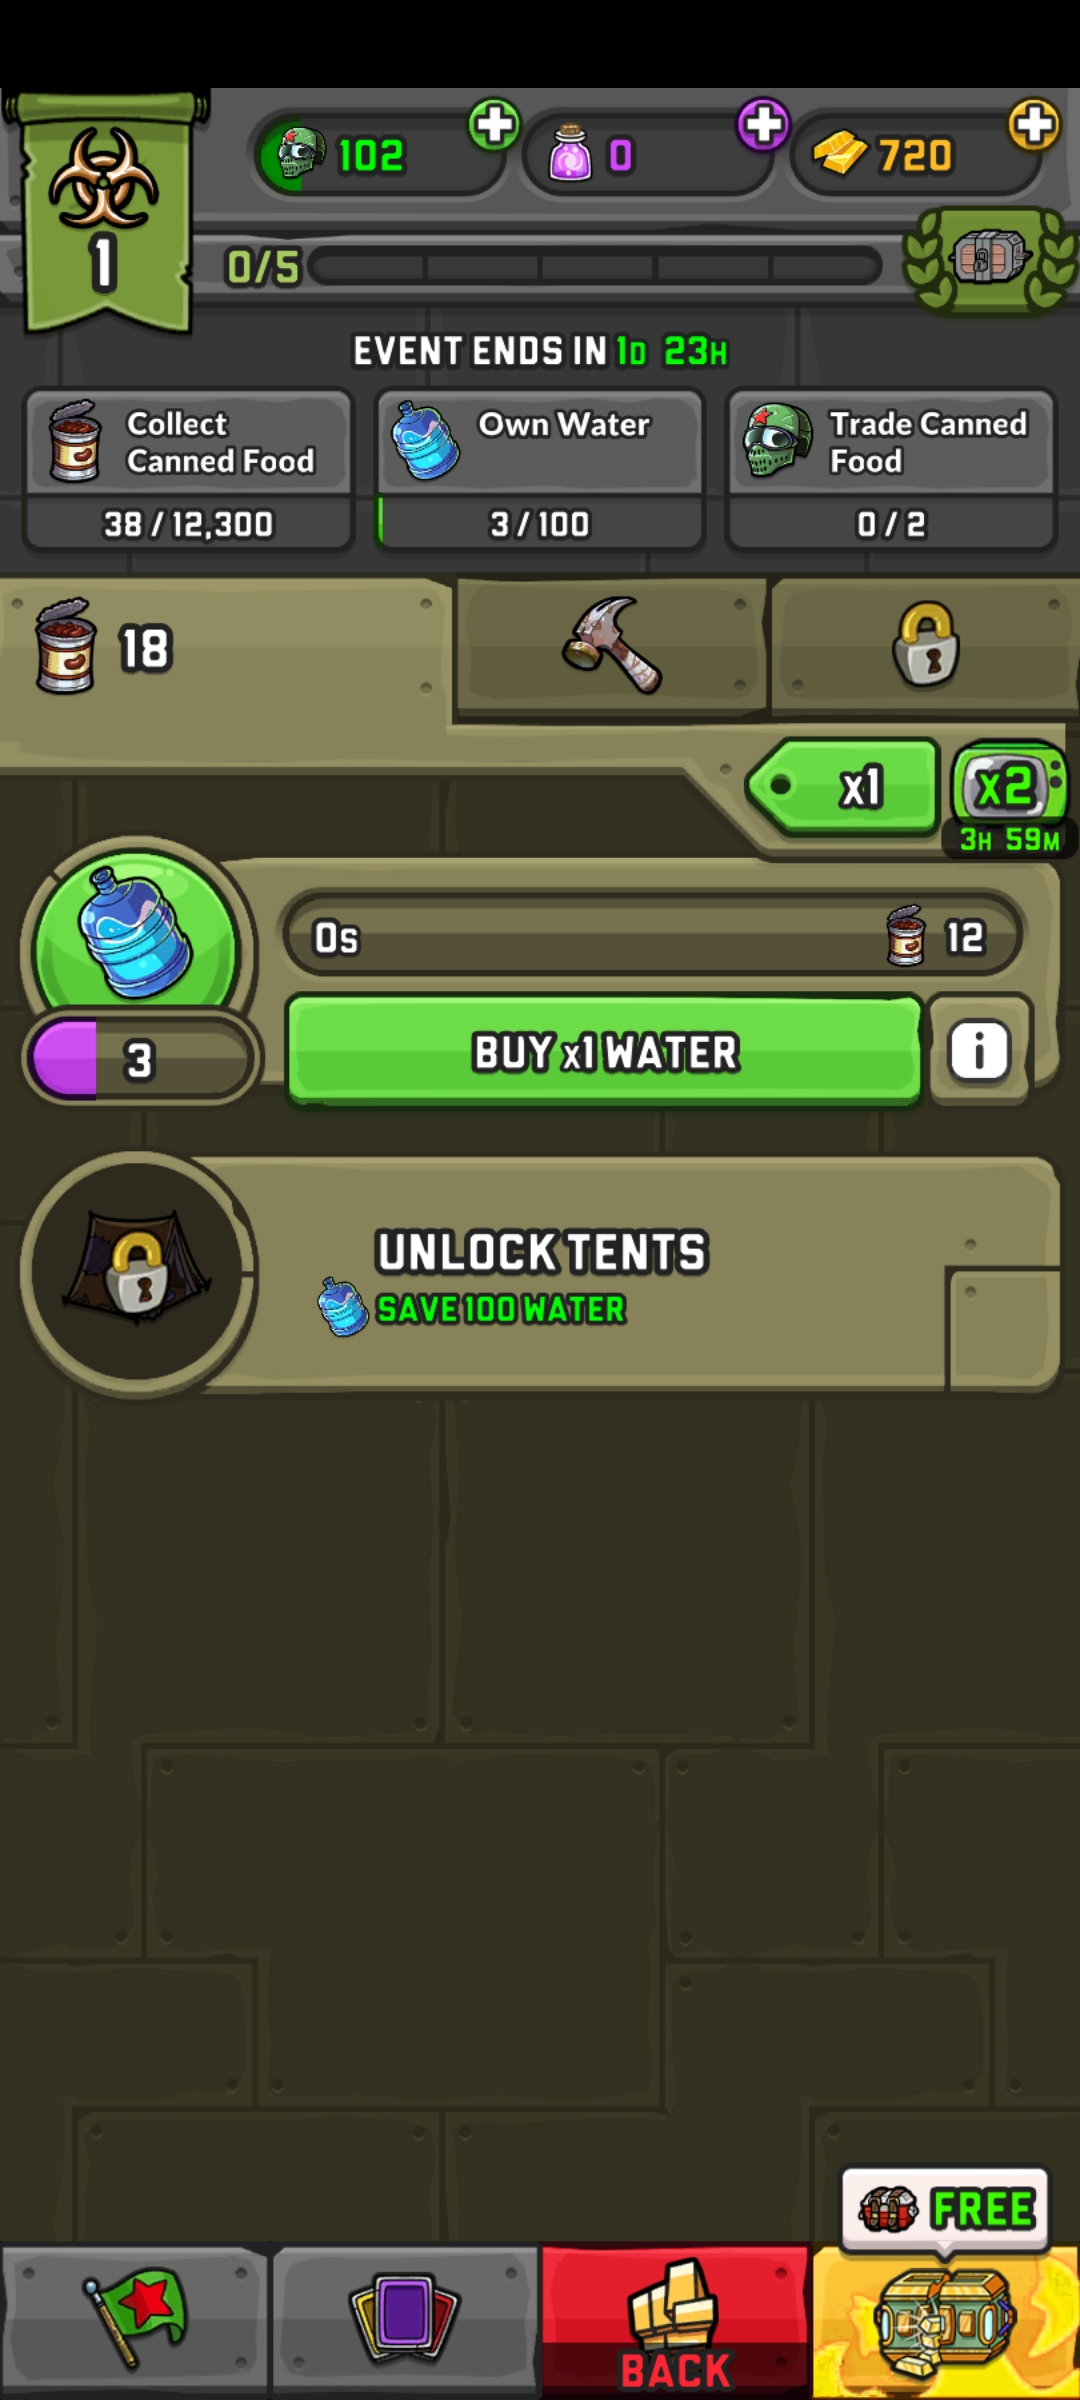 102
0
720
1
0/5
EVENT ENDS IN 1D 23H
Collect
Canned Food
38 / 12,300
Own Water
3 / 100
Trade Canned
Food
0 / 2
18
x1
x2
3H 59M
0s
12
3
BUY x1 WATER
i
UNLOCK TENTS
SAVE 100 WATER
FREE
BACK